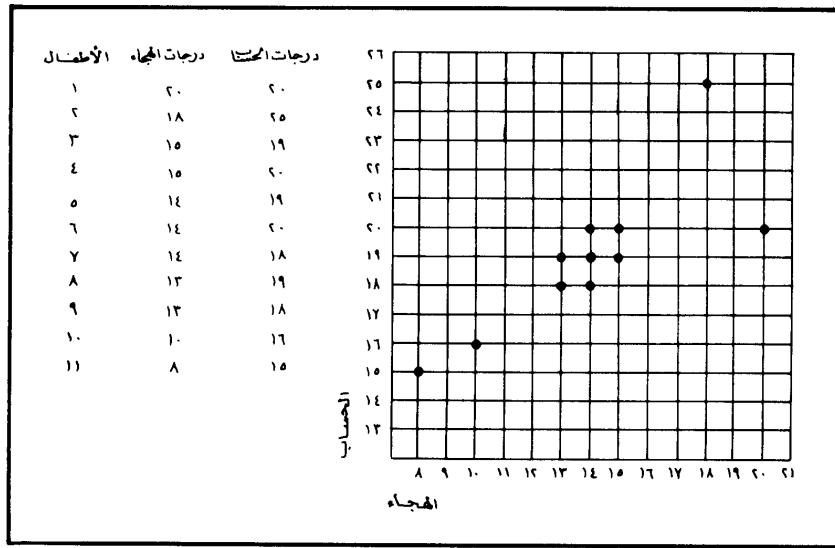 الأطفال درجات الهجاء درجات الحساب
١ ٢٠ ٢٠
٢ ١٨ ٢٥
٣ ١٥ ١٩
٤ ١٥ ٢٠
٥ ١٤ ١٩
٦ ١٤ ٢٠
٧ ١٤ ١٨
٨ ١٣ ١٩
٩ ١٣ ١٨
١٠ ١٠ ١٦
١١ ٨ ١٥
٢٦
٢٥
٢٤
٢٣
٢٢
٢١
٢٠
١٩
١٨
١٧
١٦
١٥
١٤
١٣
الحساب
٨ ٩ ١٠ ١١ ١٢ ١٣ ١٤ ١٥ ١٦ ١٧ ١٨ ١٩ ٢٠ ٢١
الهجاء